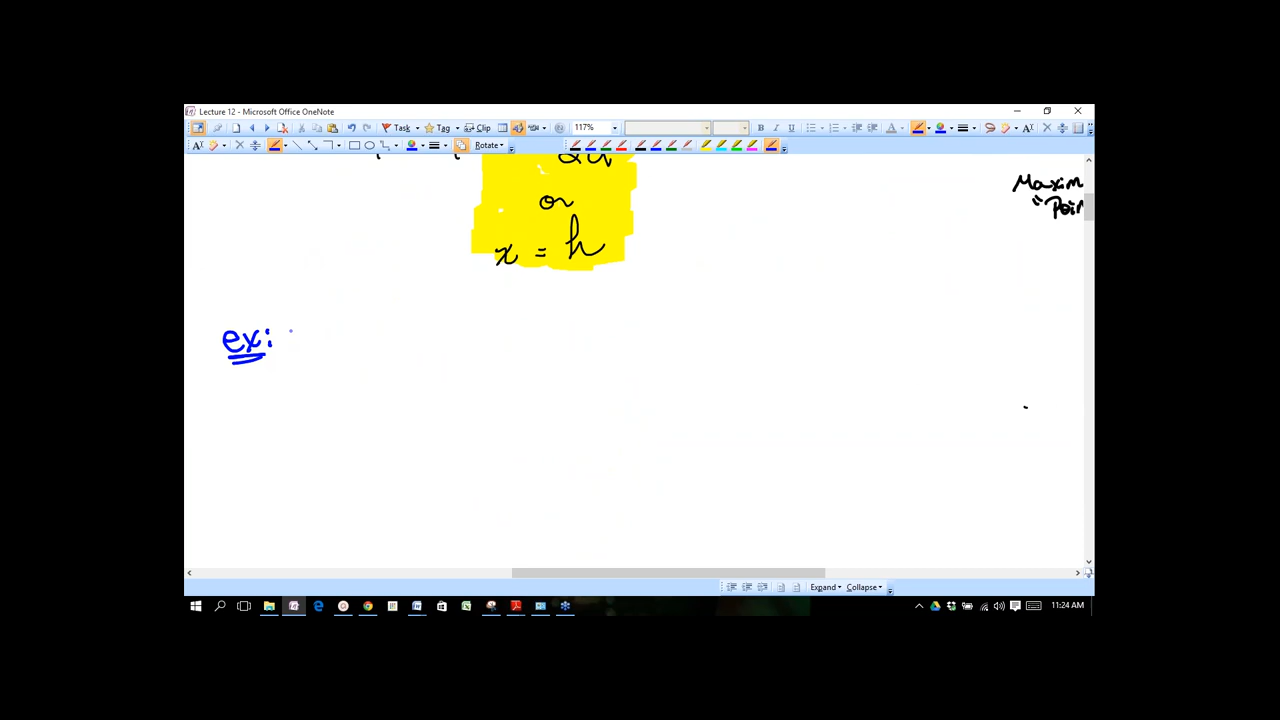 Lecture 12 - Microsoft Office OneNote
Task
Tag
Clip
117%
B I U
A
Rotate
2a
or
x = h
Maxim
"Poin
ex:
Expand
Collapse
11:24 AM